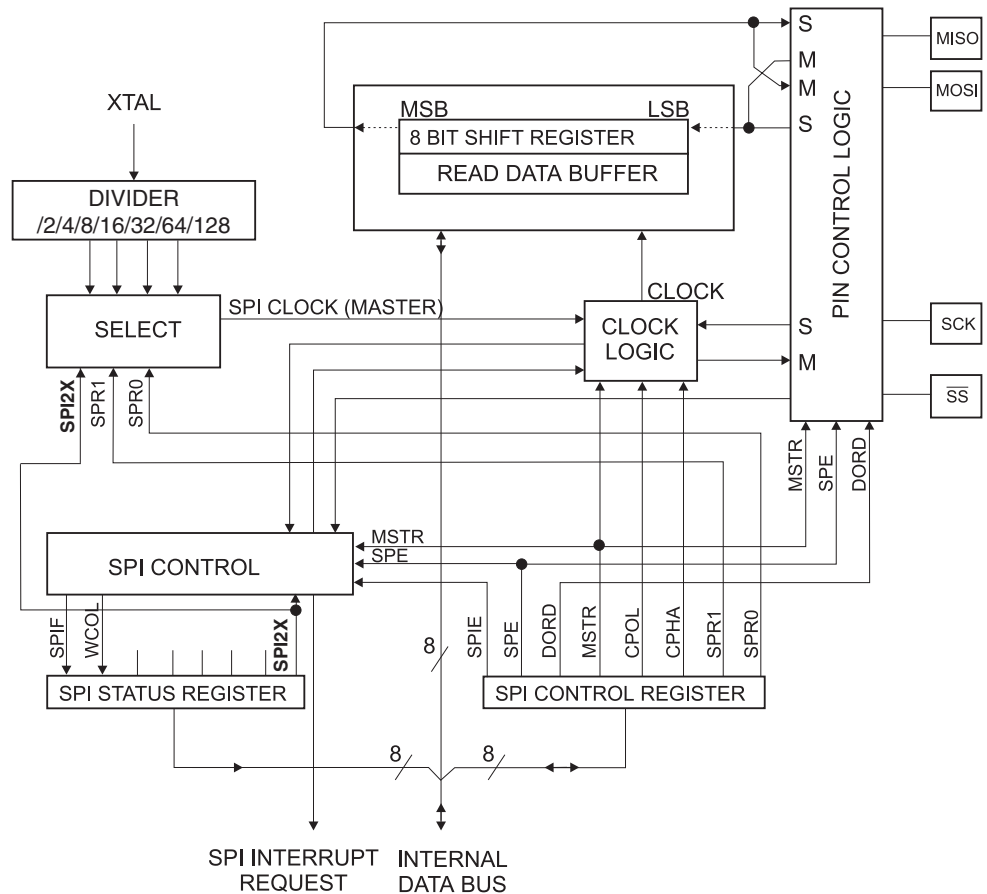 S
MISO
M
XTAL
MSB
LSB
M
MOSI
8 BIT SHIFT REGISTER
S
READ DATA BUFFER
DIVIDER
/2/4/8/16/32/64/128
PIN CONTROL LOGIC
SPI CLOCK (MASTER)
CLOCK
SELECT
CLOCK
LOGIC
S
SCK
M
SPI2X
SPR1
SPR0
SS
MSTR
SPE
DORD
MSTR
SPE
SPI CONTROL
SPIF
WCOL
SPI2X
8
SPIE
SPE
DORD
MSTR
CPOL
CPHA
SPR1
SPR0
SPI STATUS REGISTER
SPI CONTROL REGISTER
8
8
SPI INTERRUPT
REQUEST
INTERNAL
DATA BUS